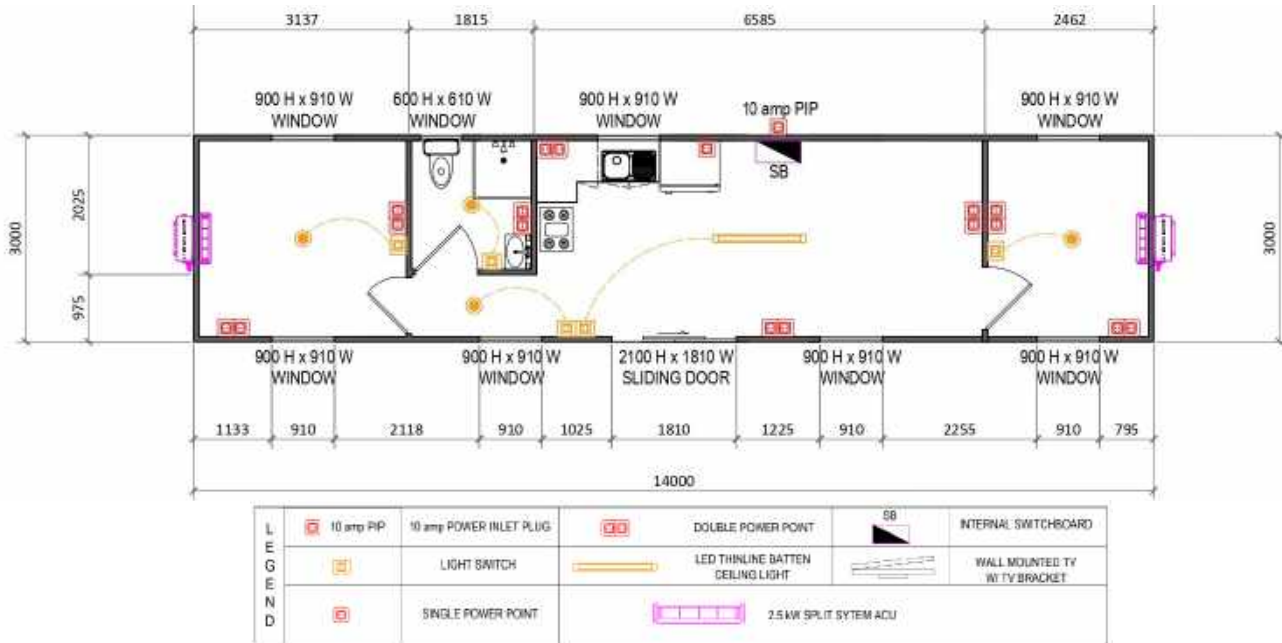 3137
1815
6585
2462
900 H x 910 W
WINDOW
600 H x 610 W
WINDOW
900 H x 910 W
WINDOW
10 amp PIP
900 H x 910 W
WINDOW
SB
3000
2025
975
3000
900 H x 910 W
WINDOW
900 H x 910 W
WINDOW
2100 H x 1810 W
SLIDING DOOR
900 H x 910 W
WINDOW
900 H x 910 W
WINDOW
1133
910
2118
910
1025
1810
1225
910
2255
910
795
14000
LEGEND
10 amp PIP
10 amp POWER INLET PLUG
DOUBLE POWER POINT
SB
INTERNAL SWITCHBOARD
LIGHT SWITCH
LED THINLINE BATTEN
CEILING LIGHT
WALL MOUNTED TV
W/ TV BRACKET
SINGLE POWER POINT
2.5 kW SPLIT SYTEM ACU